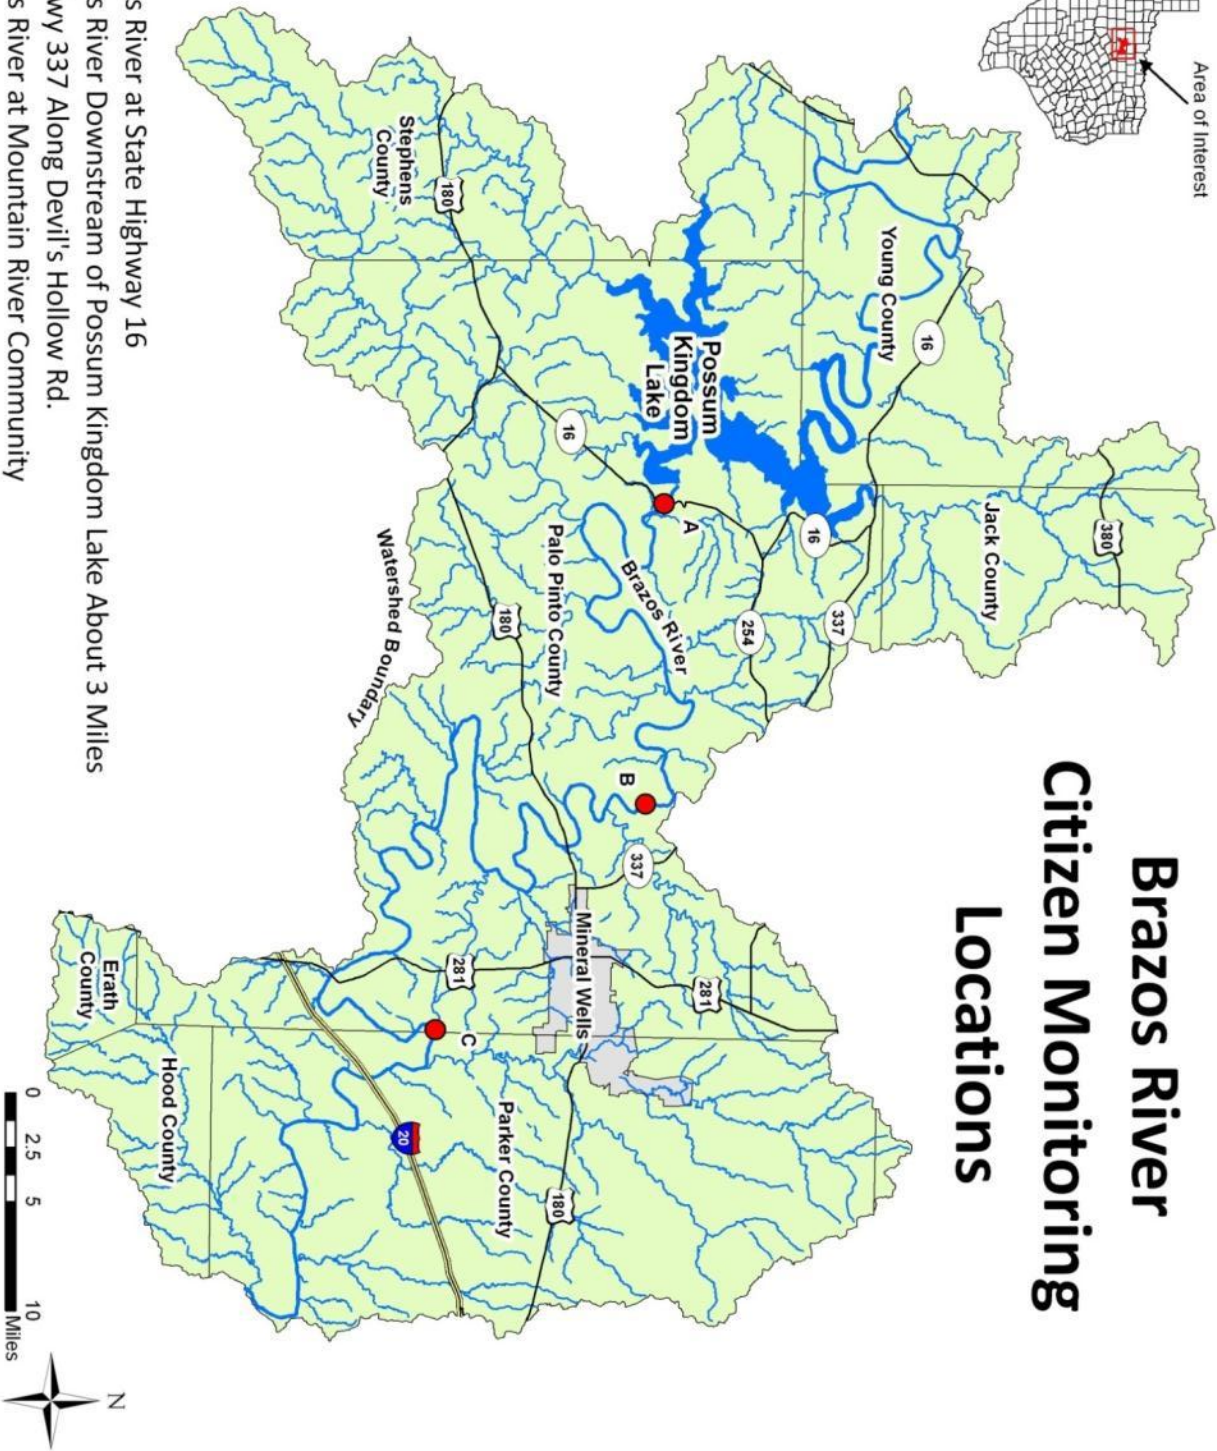 Brazos River
Citizen Monitoring
Locations
Area of Interest
380
Jack County
Young County
16
337
16
254
Possum
Kingdom
Lake
A
16
Brazos River
B
337
281
Mineral Wells
Palo Pinto County
Stephens
County
180
180
180
281
C
Parker County
20
Watershed Boundary
Erath
County
Hood County
s River at State Highway 16
s River Downstream of Possum Kingdom Lake About 3 Miles
wy 337 Along Devil's Hollow Rd.
s River at Mountain River Community
0 2.5 5 10
Miles
N